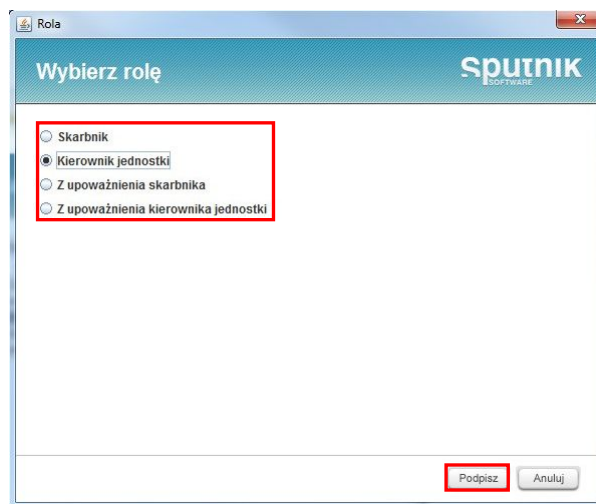 Rola
Wybierz rolę
Sputnik
SOFTWARE
Skarbnik
Kierownik jednostki
Z upoważnienia skarbnika
Z upoważnienia kierownika jednostki
Podpisz
Anuluj